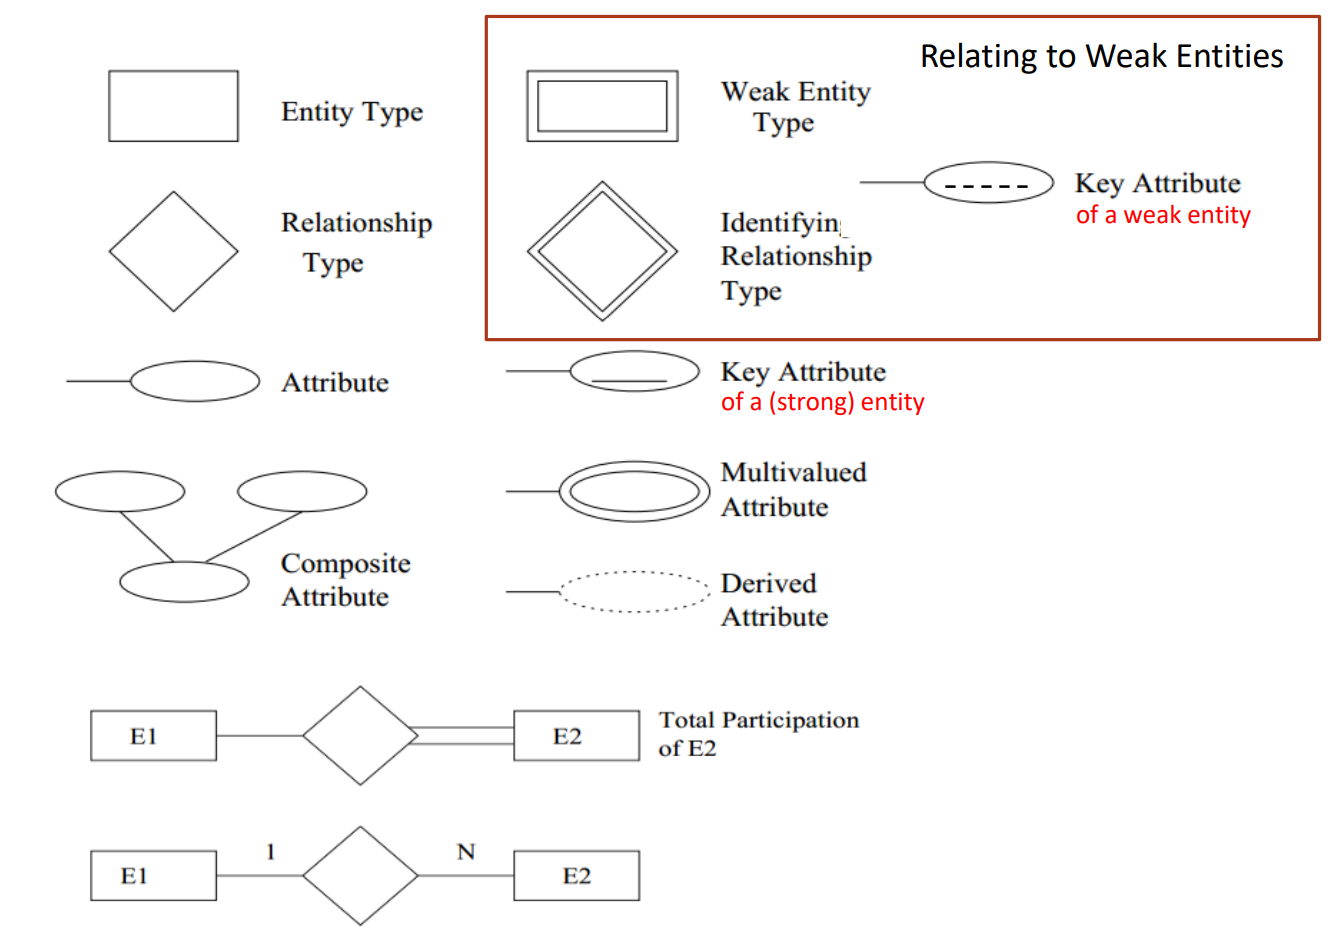 Relating to Weak Entities
Entity Type
Weak Entity
Type
Key Attribute
of a weak entity
Relationship
Type
Identifyin
Relationship
Type
Attribute
Key Attribute
of a (strong) entity
Multivalued
Attribute
Composite
Attribute
Derived
Attribute
E1
E2
Total Participation
of E2
1
N
E1
E2